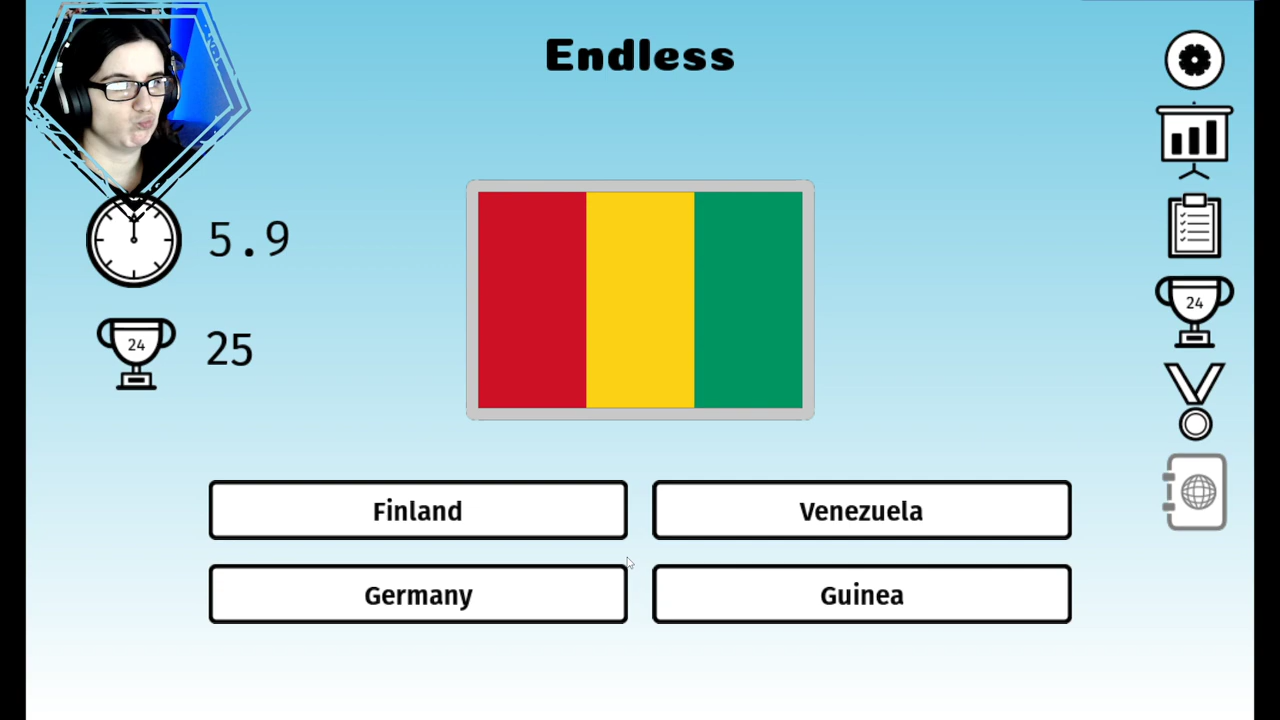 Endless
5.9
24
25
24
Finland
Venezuela
Germany
Guinea